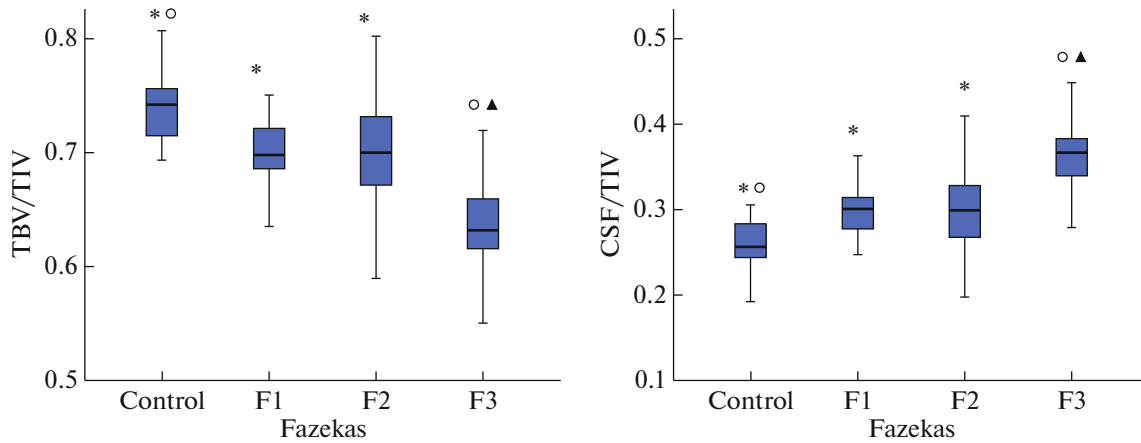 TBV/TIV
0.8
0.7
0.6
0.5
* ○
*
*
○ ▲
Control F1 F2 F3
Fazekas
CSF/TIV
0.5
0.4
0.3
0.2
0.1
* ○
*
*
○ ▲
Control F1 F2 F3
Fazekas